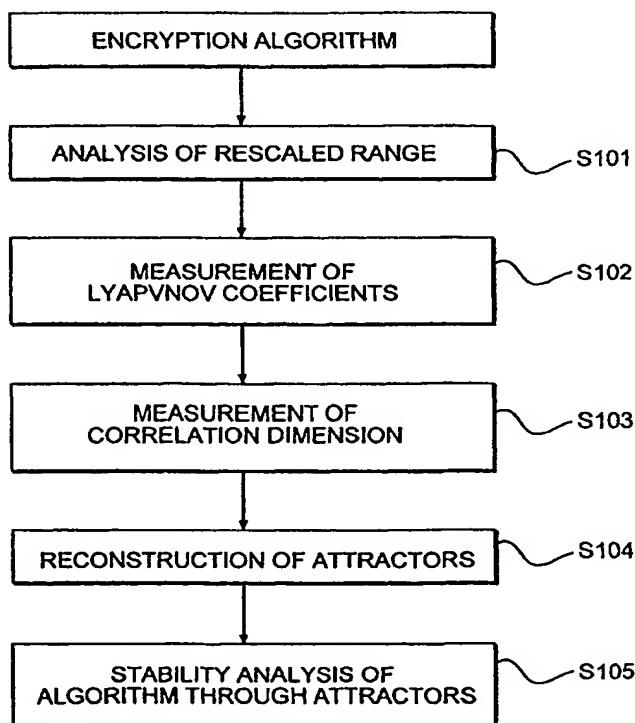 ENCRYPTION ALGORITHM
ANALYSIS OF RESCALED RANGE
S101
MEASUREMENT OF
LYAPVNOV COEFFICIENTS
S102
MEASUREMENT OF
CORRELATION DIMENSION
S103
RECONSTRUCTION OF ATTRACTORS
S104
STABILITY ANALYSIS OF
ALGORITHM THROUGH ATTRACTORS
S105